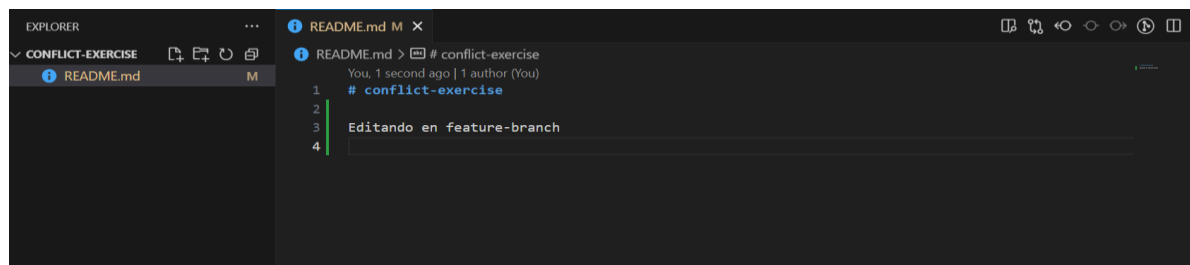 EXPLORER
CONFLICT-EXERCISE
README.md M
README.md M
README.md > # conflict-exercise
You, 1 second ago | 1 author (You)
1 # conflict-exercise
2
3 Editando en feature-branch
4